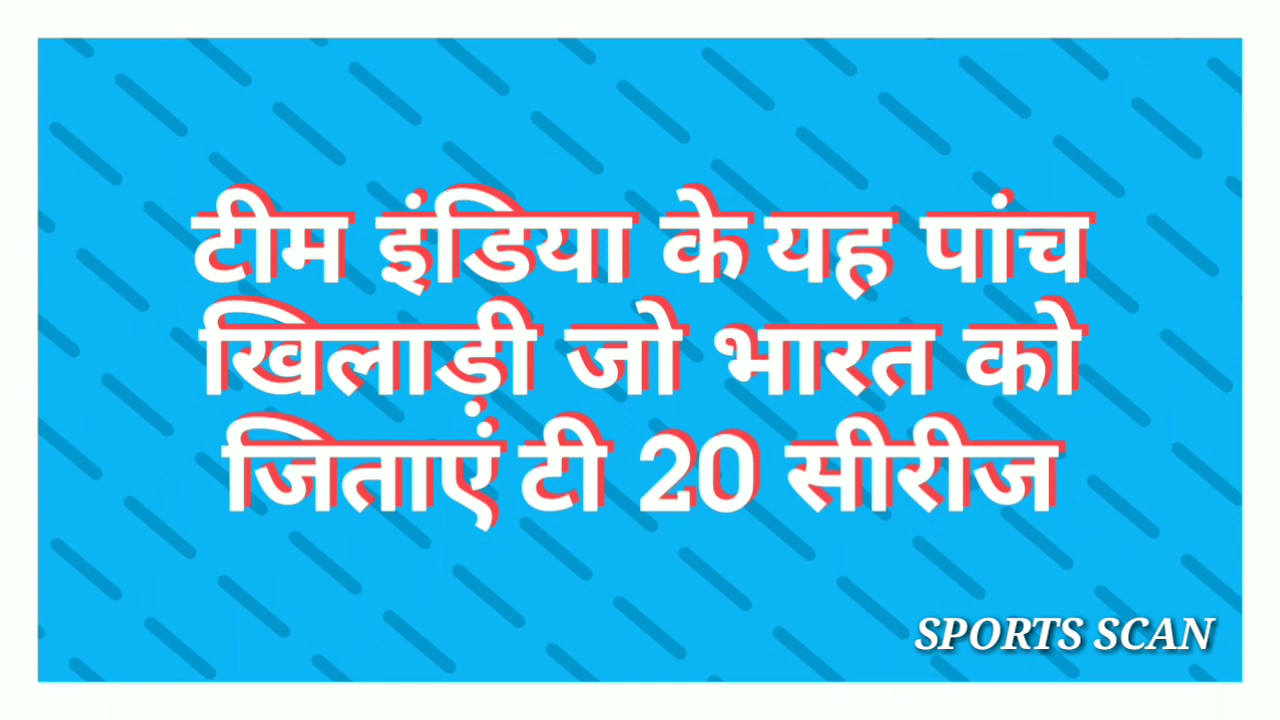 टीम इंडिया के यह पांच
खिलाड़ी जो भारत को
जिताएं टी 20 सीरीज
SPORTS SCAN